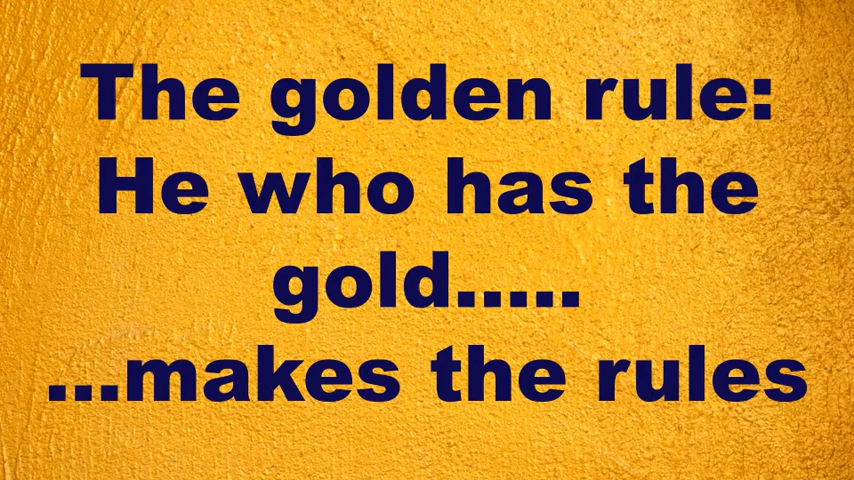 The golden rule:
He who has the
gold.....
...makes the rules